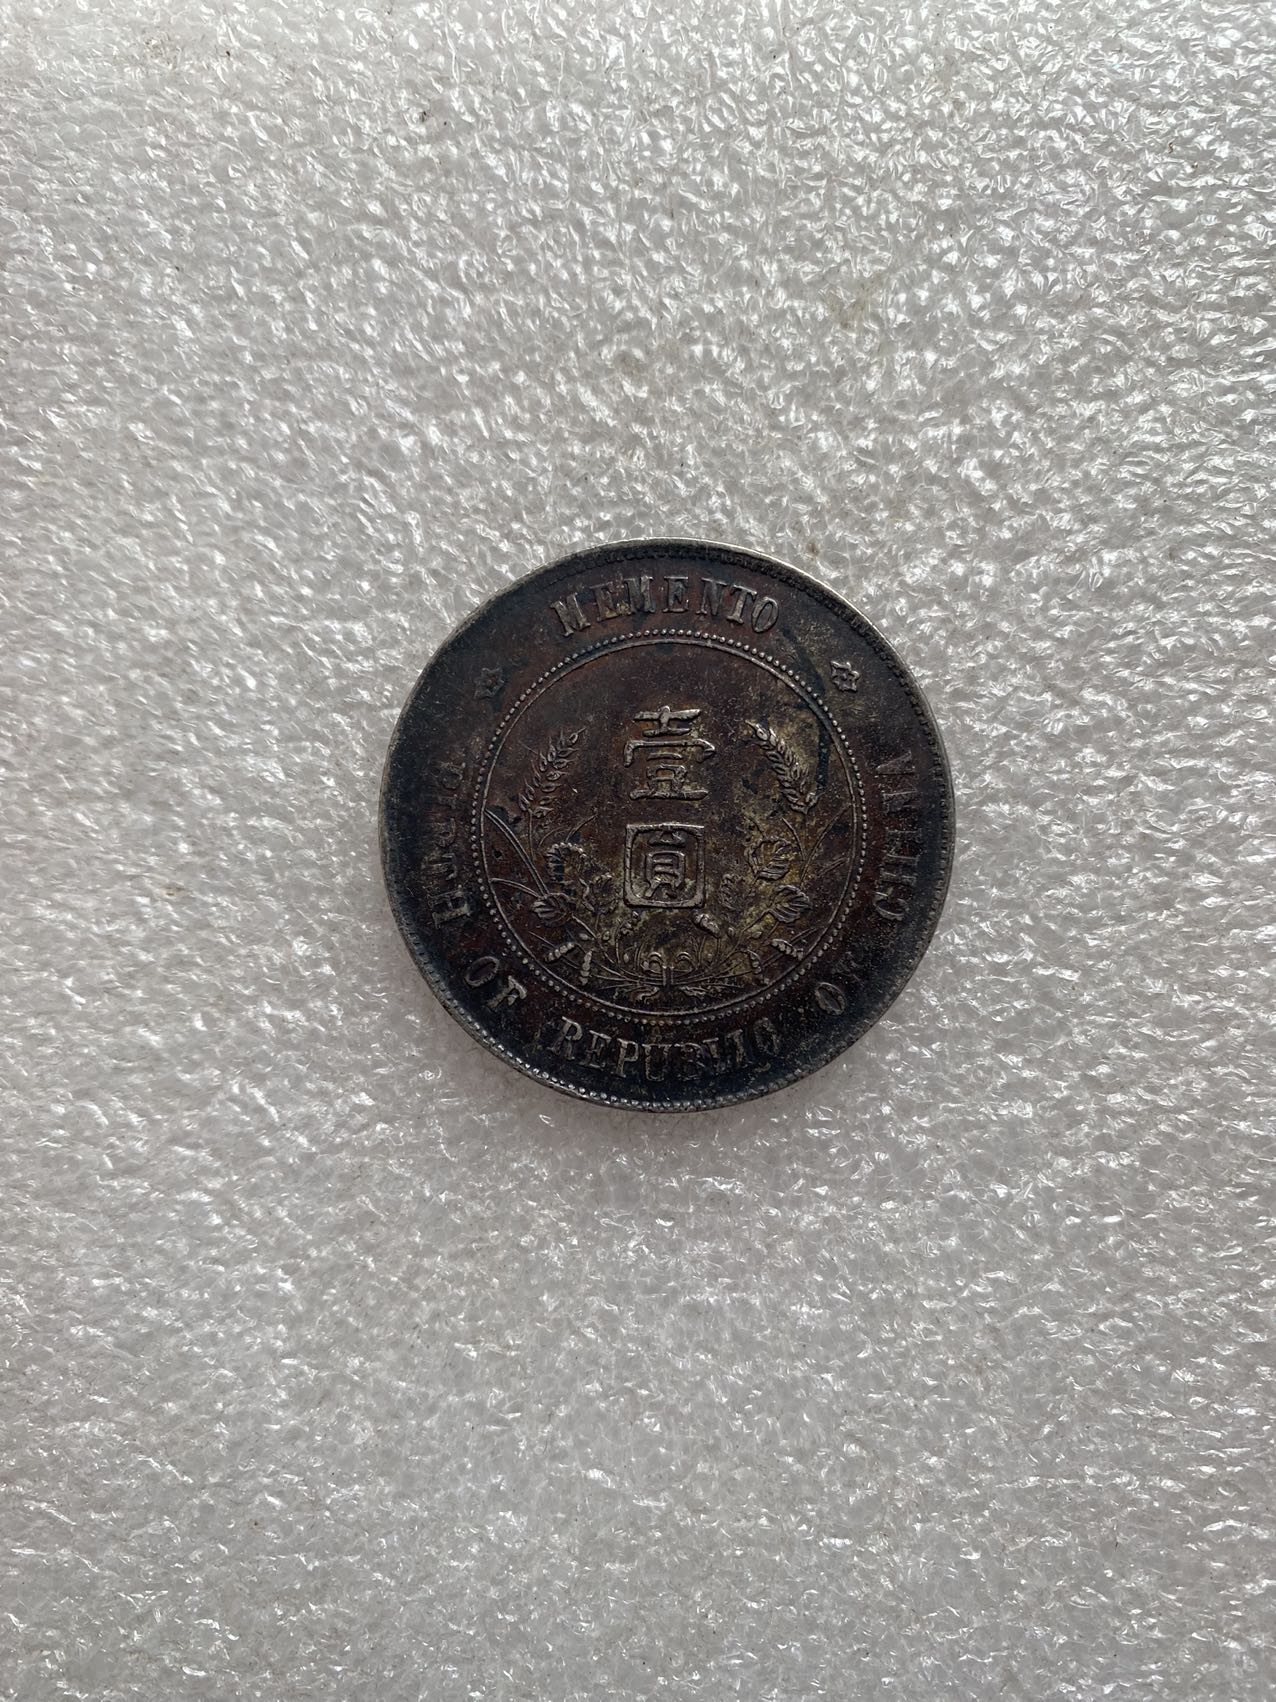 MEMENTO
壹
圓
BIRTH OF REPUBLIC OF CHINA